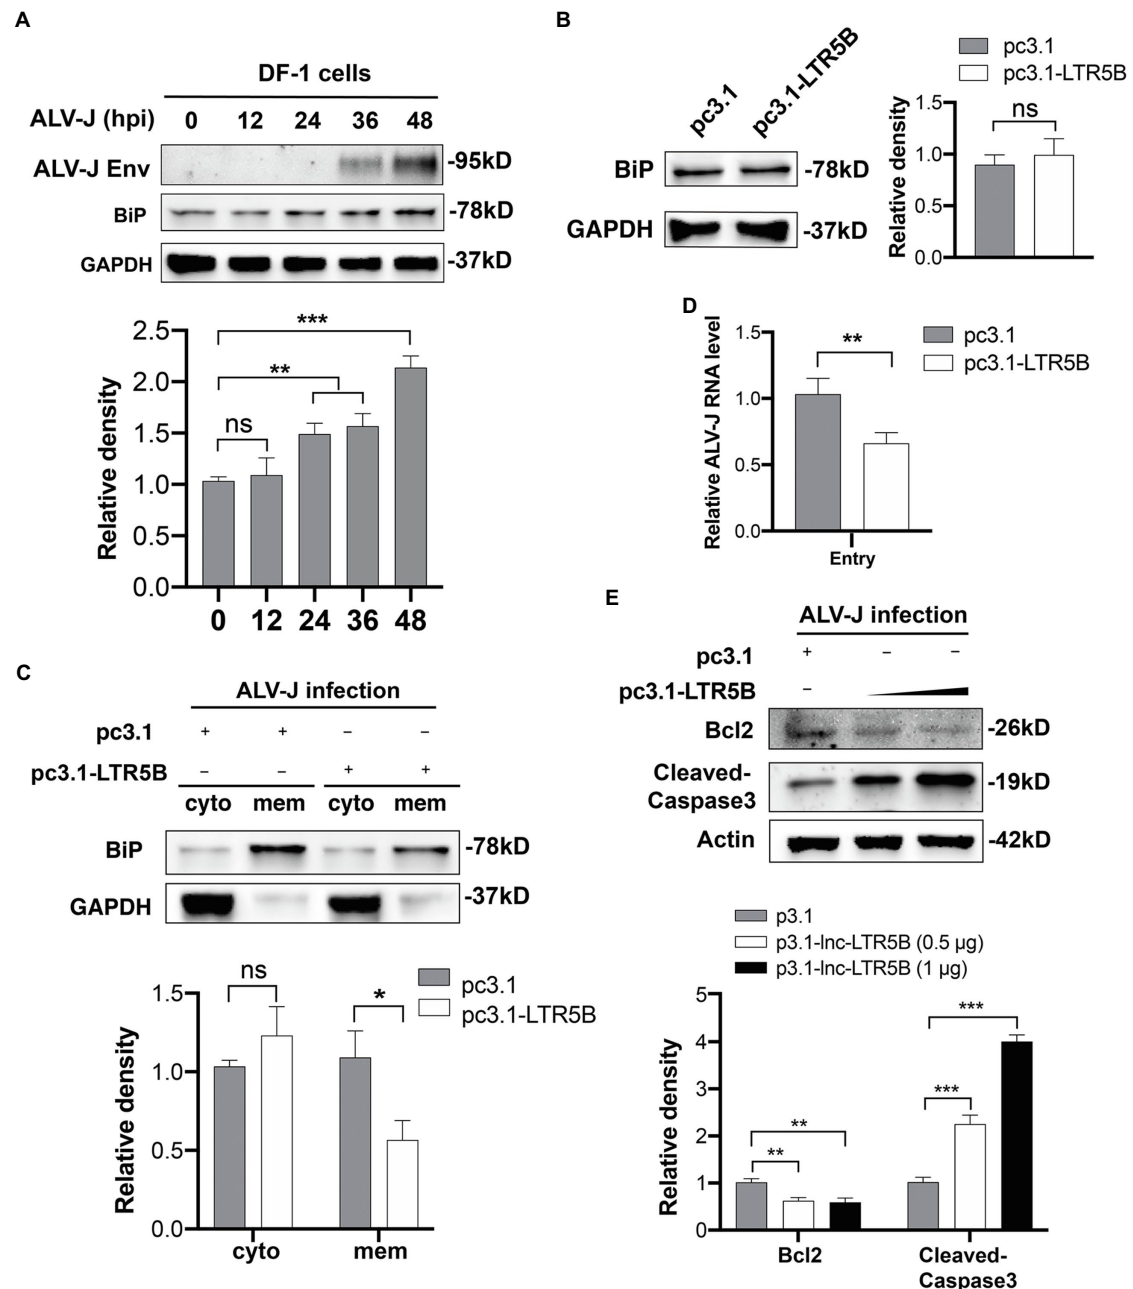 A
DF-1 cells
ALV-J (hpi) 0 12 24 36 48
ALV-J Env -95kD
BiP -78kD
GAPDH -37kD
2.5
2.0
1.5
1.0
0.5
0.0
Relative density
***
**
ns
0 12 24 36 48
B
pc3.1
pc3.1-LTR5B
BiP -78kD
GAPDH -37kD
pc3.1
pc3.1-LTR5B
1.5
1.0
0.5
0.0
Relative density
ns
D
1.5
1.0
0.5
0.0
Relative ALV-J RNA level
**
pc3.1
pc3.1-LTR5B
Entry
C
ALV-J infection
pc3.1 + + − −
pc3.1-LTR5B − − + +
cyto mem cyto mem
BiP -78kD
GAPDH -37kD
1.5
1.0
0.5
0.0
Relative density
ns
*
pc3.1
pc3.1-LTR5B
cyto mem
E
ALV-J infection
pc3.1 + − −
pc3.1-LTR5B −
Bcl2 -26kD
Cleaved-
Caspase3 -19kD
Actin -42kD
p3.1
p3.1-lnc-LTR5B (0.5 µg)
p3.1-lnc-LTR5B (1 µg)
5
4
3
2
1
0
Relative density
**
**
***
***
Bcl2
Cleaved-
Caspase3